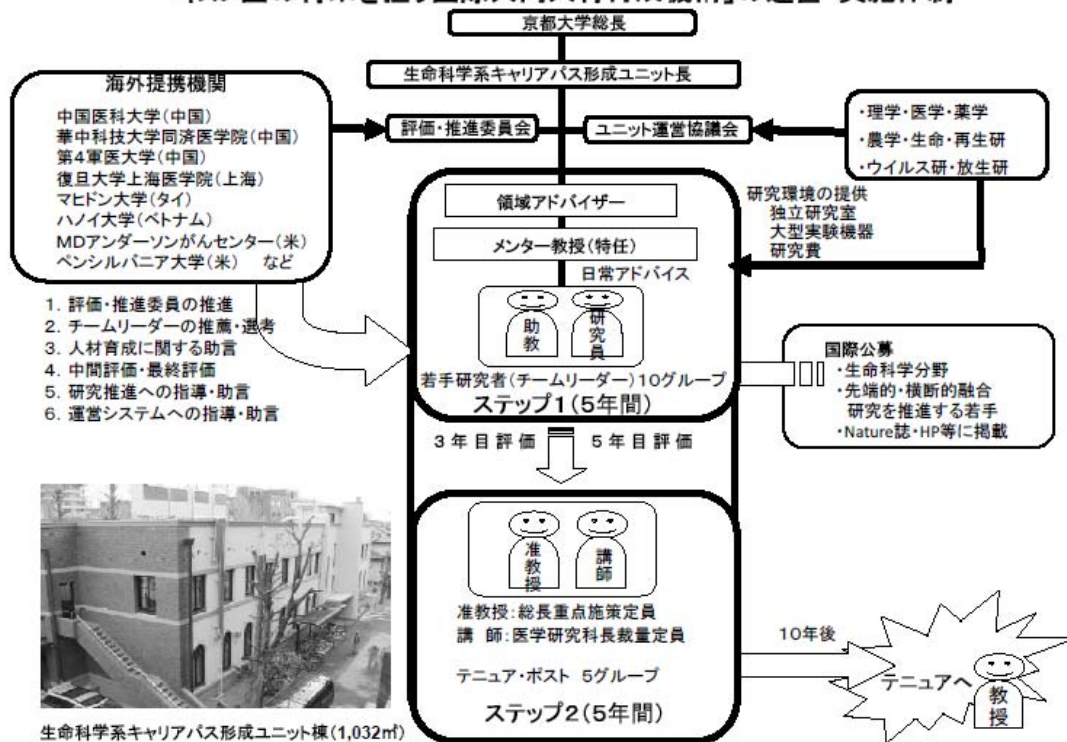 京都大学総長
生命科学系キャリアパス形成ユニット長
評価・推進委員会
ユニット運営協議会
海外提携機関
中国医科大学(中国)
華中科技大学同済医学院(中国)
第4軍医大学(中国)
復旦大学上海医学院(上海)
マヒドン大学(タイ)
ハノイ大学(ベトナム)
MDアンダーソンがんセンター(米)
ペンシルバニア大学(米) など
1. 評価・推進委員の推進
2. チームリーダーの推薦・選考
3. 人材育成に関する助言
4. 中間評価・最終評価
5. 研究推進への指導・助言
6. 運営システムへの指導・助言
・理学・医学・薬学
・農学・生命・再生研
・ウイルス研・放生研
研究環境の提供
独立研究室
大型実験機器
研究費
領域アドバイザー
メンター教授(特任)
日常アドバイス
助教
研究員
若手研究者(チームリーダー)10グループ
ステップ1(5年間)
国際公募
・生命科学分野
・先端的・横断的融合
研究を推進する若手
・Nature誌・HP等に掲載
3年目評価
5年目評価
准教授
講師
准教授:総長重点施策定員
講 師:医学研究科長裁量定員
テニュア・ポスト 5グループ
ステップ2(5年間)
10年後
テニュアへ
教授
生命科学系キャリアパス形成ユニット棟(1,032㎡)